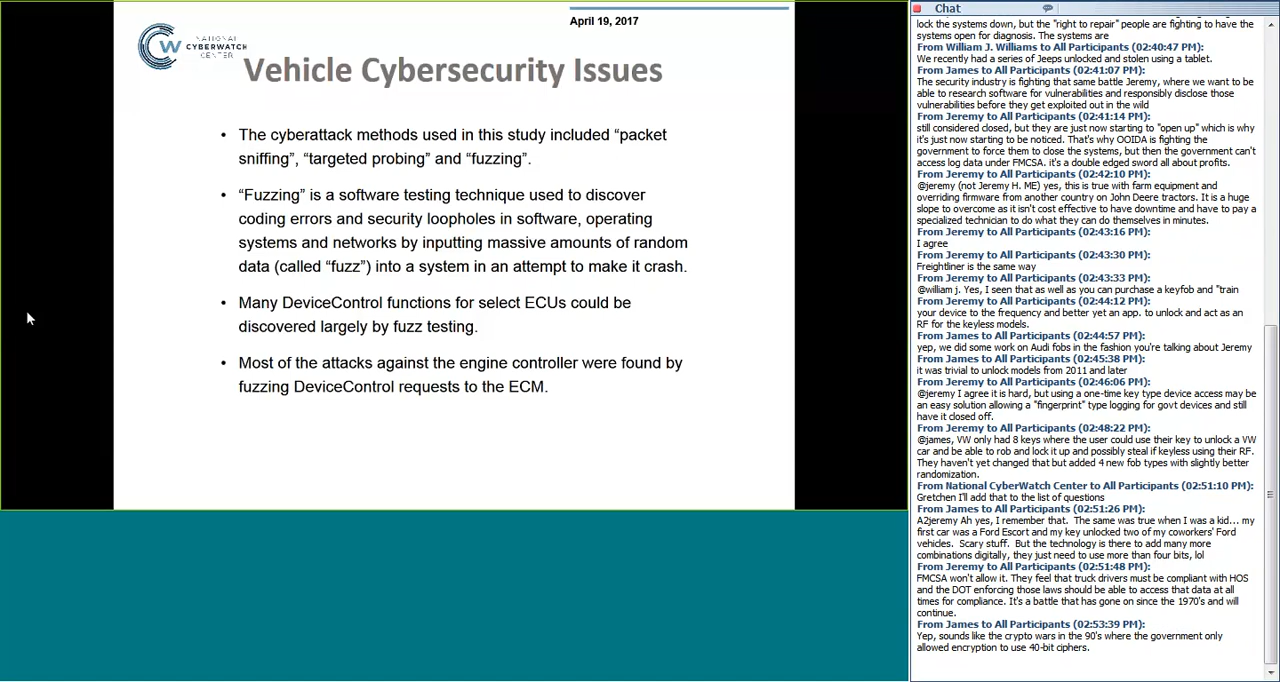 April 19, 2017
NATIONAL
CYBERWATCH
CENTER
Vehicle Cybersecurity Issues
• The cyberattack methods used in this study included “packet
sniffing”, “targeted probing” and “fuzzing”.
• “Fuzzing” is a software testing technique used to discover
coding errors and security loopholes in software, operating
systems and networks by inputting massive amounts of random
data (called “fuzz”) into a system in an attempt to make it crash.
• Many DeviceControl functions for select ECUs could be
discovered largely by fuzz testing.
• Most of the attacks against the engine controller were found by
fuzzing DeviceControl requests to the ECM.
Chat
lock the systems down, but the "right to repair" people are fighting to have the
systems open for diagnosis. The systems are
From William J. Williams to All Participants (02:40:47 PM):
We recently had a series of Jeeps unlocked and stolen using a tablet.
From James to All Participants (02:41:07 PM):
The security industry is fighting that same battle Jeremy, where we want to be
able to research software for vulnerabilities and responsibly disclose those
vulnerabilities before they get exploited out in the wild
From Jeremy to All Participants (02:41:14 PM):
still considered closed, but they are just now starting to "open up" which is why
it's just now starting to be noticed. That's why OOIDA is fighting the
government to force them to close the systems, but then the government can't
access log data under FMCSA. it's a double edged sword all about profits.
From Jeremy to All Participants (02:42:10 PM):
@jeremy (not Jeremy H. ME) yes, this is true with farm equipment and
overriding firmware from another country on John Deere tractors. It is a huge
slope to overcome as it isn't cost effective to have downtime and have to pay a
specialized technician to do what they can do themselves in minutes.
From Jeremy to All Participants (02:43:16 PM):
I agree
From Jeremy to All Participants (02:43:30 PM):
Freightliner is the same way
From Jeremy to All Participants (02:43:33 PM):
@william j. Yes, I seen that as well as you can purchase a keyfob and "train
From Jeremy to All Participants (02:44:12 PM):
your device to the frequency and better yet an app. to unlock and act as an
RF for the keyless models.
From James to All Participants (02:44:57 PM):
yep, we did some work on Audi fobs in the fashion you're talking about Jeremy
From James to All Participants (02:45:38 PM):
it was trivial to unlock models from 2011 and later
From Jeremy to All Participants (02:46:06 PM):
@jeremy I agree it is hard, but using a one-time key type device access may be
an easy solution allowing a "fingerprint" type logging for govt devices and still
have it closed off.
From Jeremy to All Participants (02:48:22 PM):
@james, VW only had 8 keys where the user could use their key to unlock a VW
car and be able to rob and lock it up and possibly steal if keyless using their RF.
They haven't yet changed that but added 4 new fob types with slightly better
randomization.
From National CyberWatch Center to All Participants (02:51:10 PM):
Gretchen I'll add that to the list of questions
From James to All Participants (02:51:26 PM):
A2jeremy Ah yes, I remember that. The same was true when I was a kid... my
first car was a Ford Escort and my key unlocked two of my coworkers' Ford
vehicles. Scary stuff. But the technology is there to add many more
combinations digitally, they just need to use more than four bits, lol
From Jeremy to All Participants (02:51:48 PM):
FMCSA won't allow it. They feel that truck drivers must be compliant with HOS
and the DOT enforcing those laws should be able to access that data at all
times for compliance. It's a battle that has gone on since the 1970's and will
continue.
From James to All Participants (02:53:39 PM):
Yep, sounds like the crypto wars in the 90's where the government only
allowed encryption to use 40-bit ciphers.